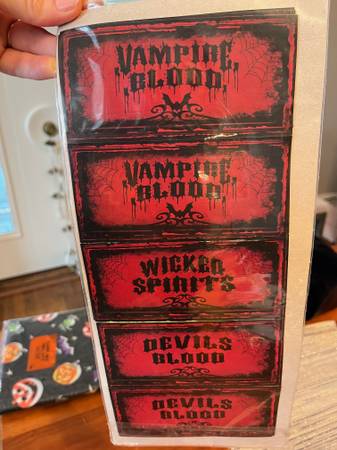 VAMPIRE
BLOOD
VAMPIRE
BLOOD
WICKED
SPIRITS
DEVILS
BLOOD
DEVILS
BLOOD